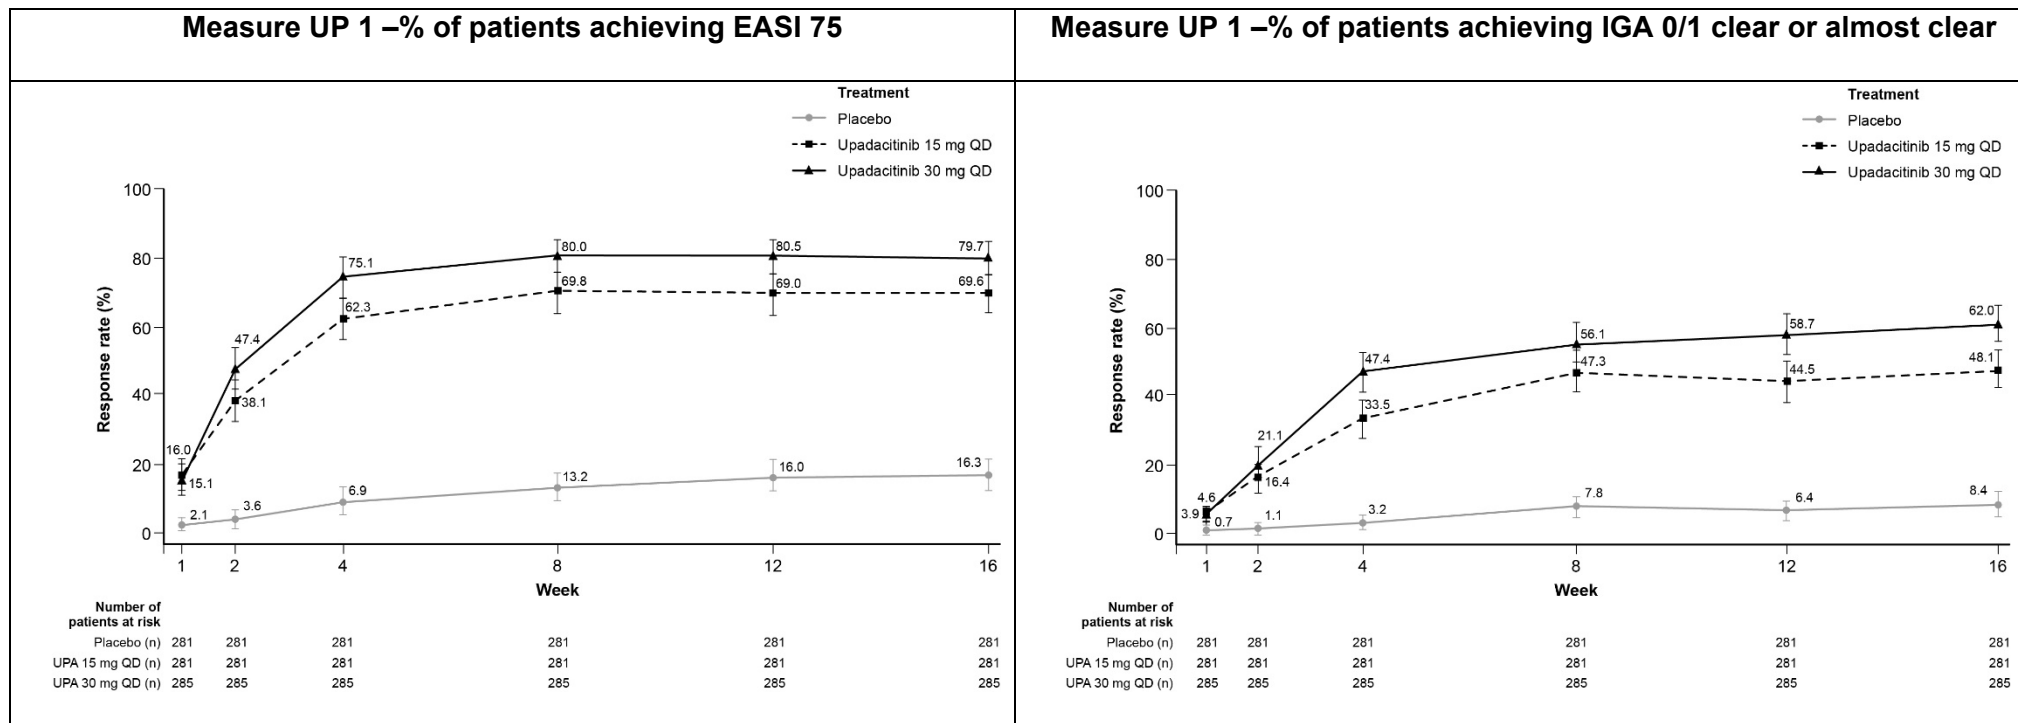 Measure UP 1 –% of patients achieving EASI 75
Treatment
Placebo
Upadacitinib 15 mg QD
Upadacitinib 30 mg QD
Response rate (%)
100
80
60
40
20
0
16.0
15.1
47.4
38.1
75.1
62.3
80.0
69.8
80.5
69.0
79.7
69.6
2.1
3.6
6.9
13.2
16.0
16.3
1 2 4 8 12 16
Week
Number of
patients at risk
Placebo (n) 281 281 281 281 281 281
UPA 15 mg QD (n) 281 281 281 281 281 281
UPA 30 mg QD (n) 285 285 285 285 285 285
Measure UP 1 –% of patients achieving IGA 0/1 clear or almost clear
Treatment
Placebo
Upadacitinib 15 mg QD
Upadacitinib 30 mg QD
Response rate (%)
100
80
60
40
20
0
4.6
3.9
21.1
16.4
47.4
33.5
56.1
47.3
58.7
44.5
62.0
48.1
0.7
1.1
3.2
7.8
6.4
8.4
1 2 4 8 12 16
Week
Number of
patients at risk
Placebo (n) 281 281 281 281 281 281
UPA 15 mg QD (n) 281 281 281 281 281 281
UPA 30 mg QD (n) 285 285 285 285 285 285